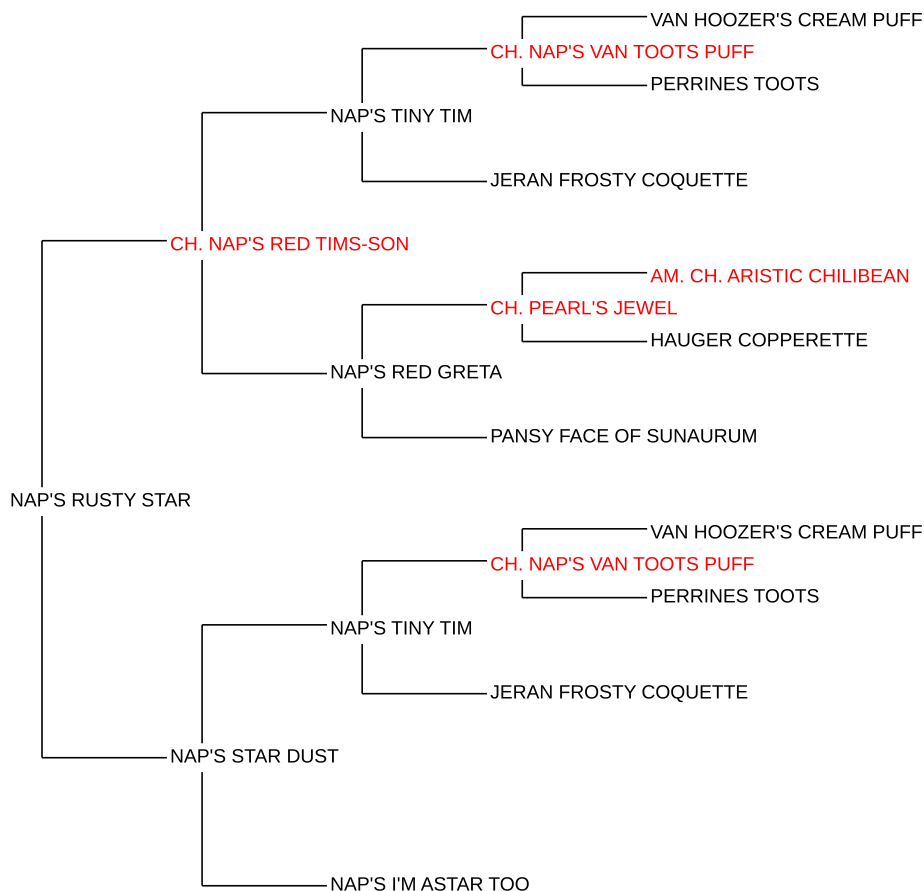 VAN HOOZER'S CREAM PUFF
CH. NAP'S VAN TOOTS PUFF
PERRINES TOOTS
NAP'S TINY TIM
JERAN FROSTY COQUETTE
CH. NAP'S RED TIMS-SON
AM. CH. ARISTIC CHILIBEAN
CH. PEARL'S JEWEL
HAUGER COPPERETTE
NAP'S RED GRETA
PANSY FACE OF SUNAURUM
NAP'S RUSTY STAR
VAN HOOZER'S CREAM PUFF
CH. NAP'S VAN TOOTS PUFF
PERRINES TOOTS
NAP'S TINY TIM
JERAN FROSTY COQUETTE
NAP'S STAR DUST
NAP'S I'M ASTAR TOO